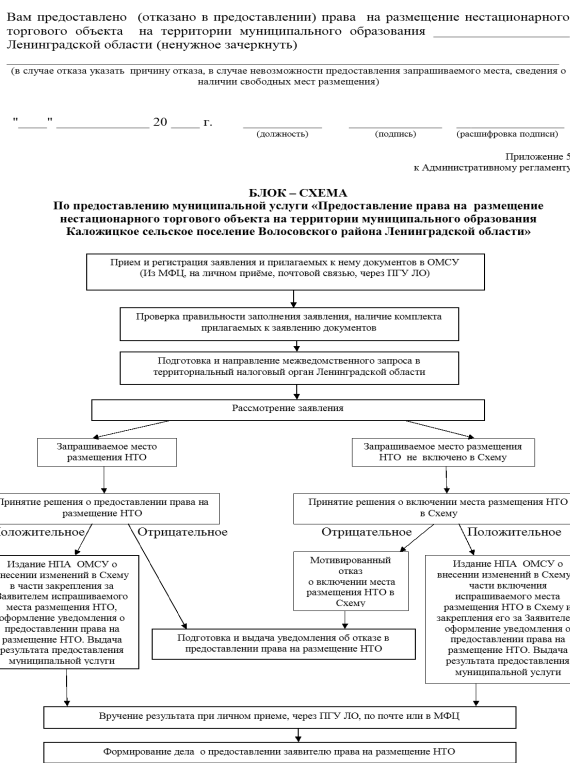 Вам предоставлено (отказано в предоставлении) права на размещение нестационарного
торгового объекта на территории муниципального образования ______________________
Ленинградской области (ненужное зачеркнуть)
(в случае отказа указать причину отказа, в случае невозможности предоставления запрашиваемого места, сведения о
наличии свободных мест размещения)
"____" ______________ 20 ____ г.
(должность) (подпись) (расшифровка подписи)
Приложение 5
к Административному регламенту
БЛОК – СХЕМА
По предоставлению муниципальной услуги «Предоставление права на размещение
нестационарного торгового объекта на территории муниципального образования
Каложицкое сельское поселение Волосовского района Ленинградской области»
Прием и регистрация заявления и прилагаемых к нему документов в ОМСУ
(Из МФЦ, на личном приёме, почтовой связью, через ПГУ ЛО)
Проверка правильности заполнения заявления, наличие комплекта
прилагаемых к заявлению документов
Подготовка и направление межведомственного запроса в
территориальный налоговый орган Ленинградской области
Рассмотрение заявления
Запрашиваемое место
размещения НТО
Запрашиваемое место размещения
НТО не включено в Схему
Принятие решения о предоставлении права на
размещение НТО
Принятие решения о включении места размещения НТО
в Схему
оложительное
Отрицательное
Отрицательное
Положительное
Издание НПА ОМСУ о
несении изменений в Схему
в части закрепления за
Заявителем испрашиваемого
места размещения НТО,
оформление уведомления о
предоставлении права на
размещение НТО. Выдача
результата предоставления
муниципальной услуги
Мотивированный
отказ
о включении места
размещения НТО в
Схему
Издание НПА ОМСУ о
внесении изменений в Схему
части включения
испрашиваемого места
размещения НТО в Схему и
закрепления его за Заявителе
оформление уведомления о
предоставлении права на
размещение НТО. Выдача
результата предоставления
муниципальной услуги
Подготовка и выдача уведомления об отказе в
предоставлении права на размещение НТО
Вручение результата при личном приеме, через ПГУ ЛО, по почте или в МФЦ
Формирование дела о предоставлении заявителю права на размещение НТО